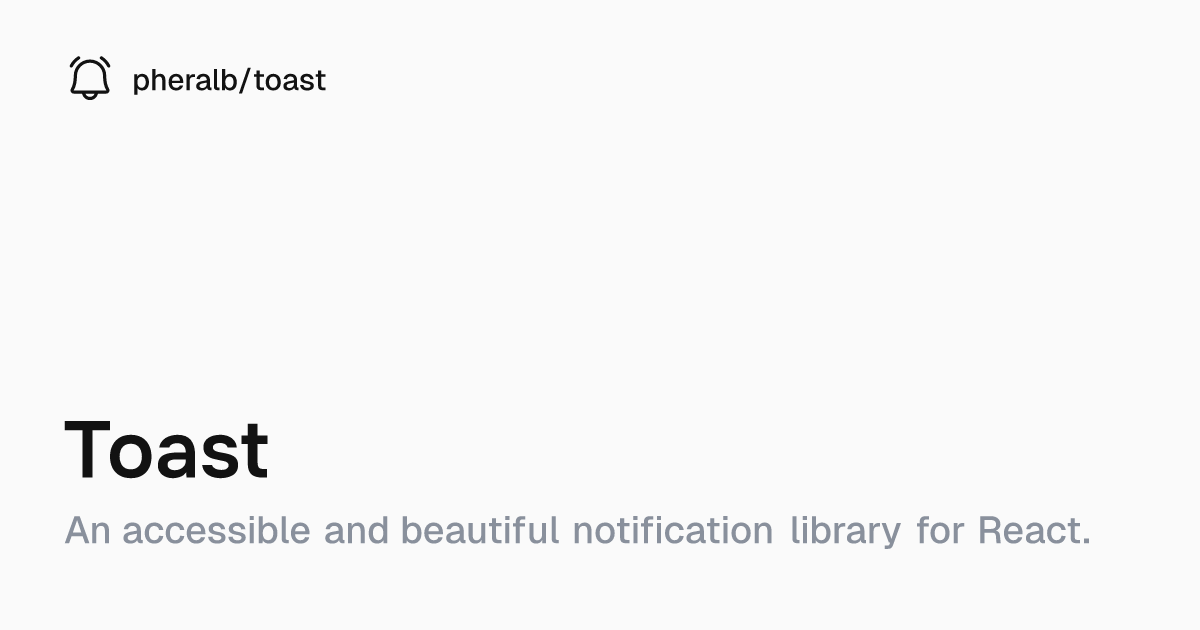 pheralb/toast
Toast
An accessible and beautiful notification library for React.